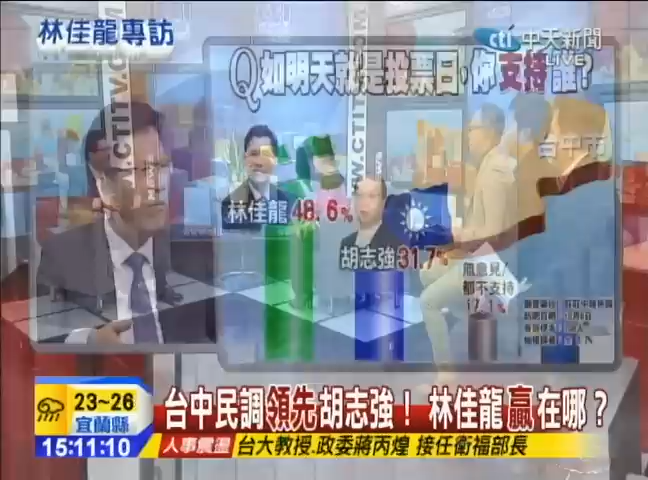 林佳龍專訪
cti 中天新聞
LIVE
WWW.CTITV.COM
Q如明天就是投票日,你支持誰?
台中市
林佳龍 48.6%
胡志強 31.7%
無意見/
都不支持
台中民調領先胡志強! 林佳龍贏在哪?
23~26
宜蘭縣
15:11:10
人事震盪
台大教授.政委蔣丙煌 接任衛福部長